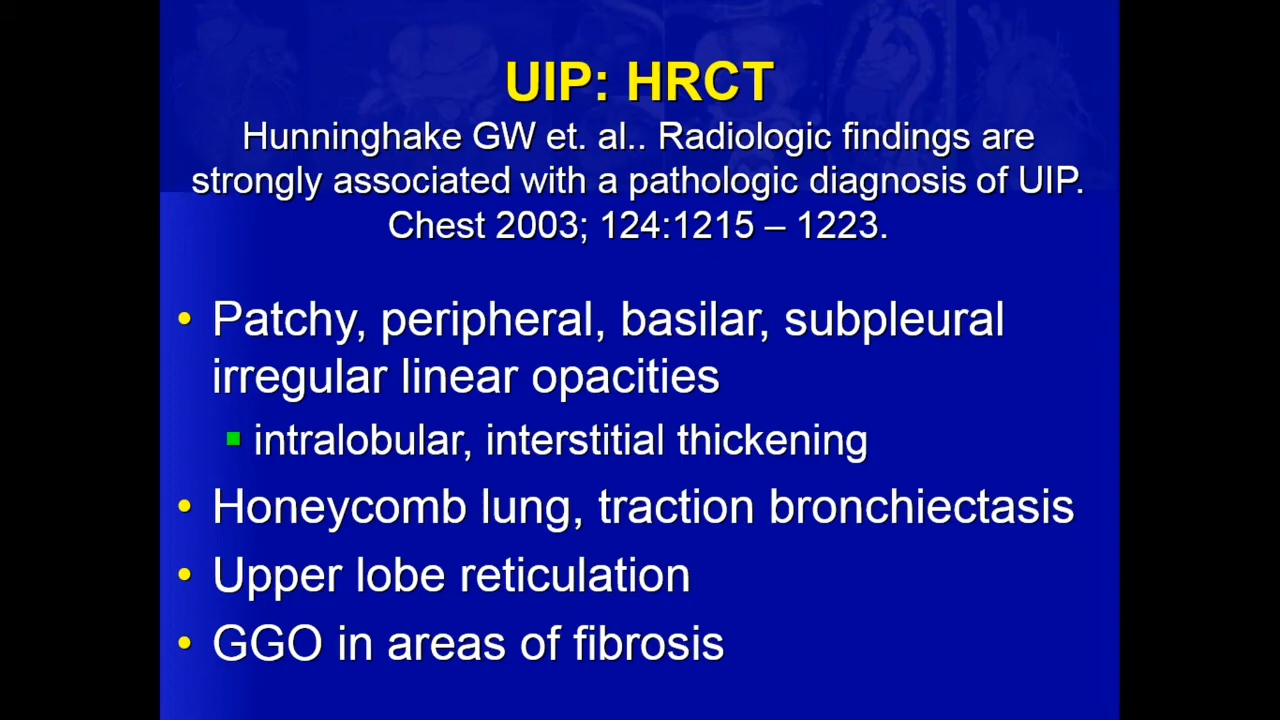 UIP: HRCT
Hunninghake GW et. al.. Radiologic findings are
strongly associated with a pathologic diagnosis of UIP.
Chest 2003; 124:1215 – 1223.
• Patchy, peripheral, basilar, subpleural
irregular linear opacities
▪ intralobular, interstitial thickening
• Honeycomb lung, traction bronchiectasis
• Upper lobe reticulation
• GGO in areas of fibrosis